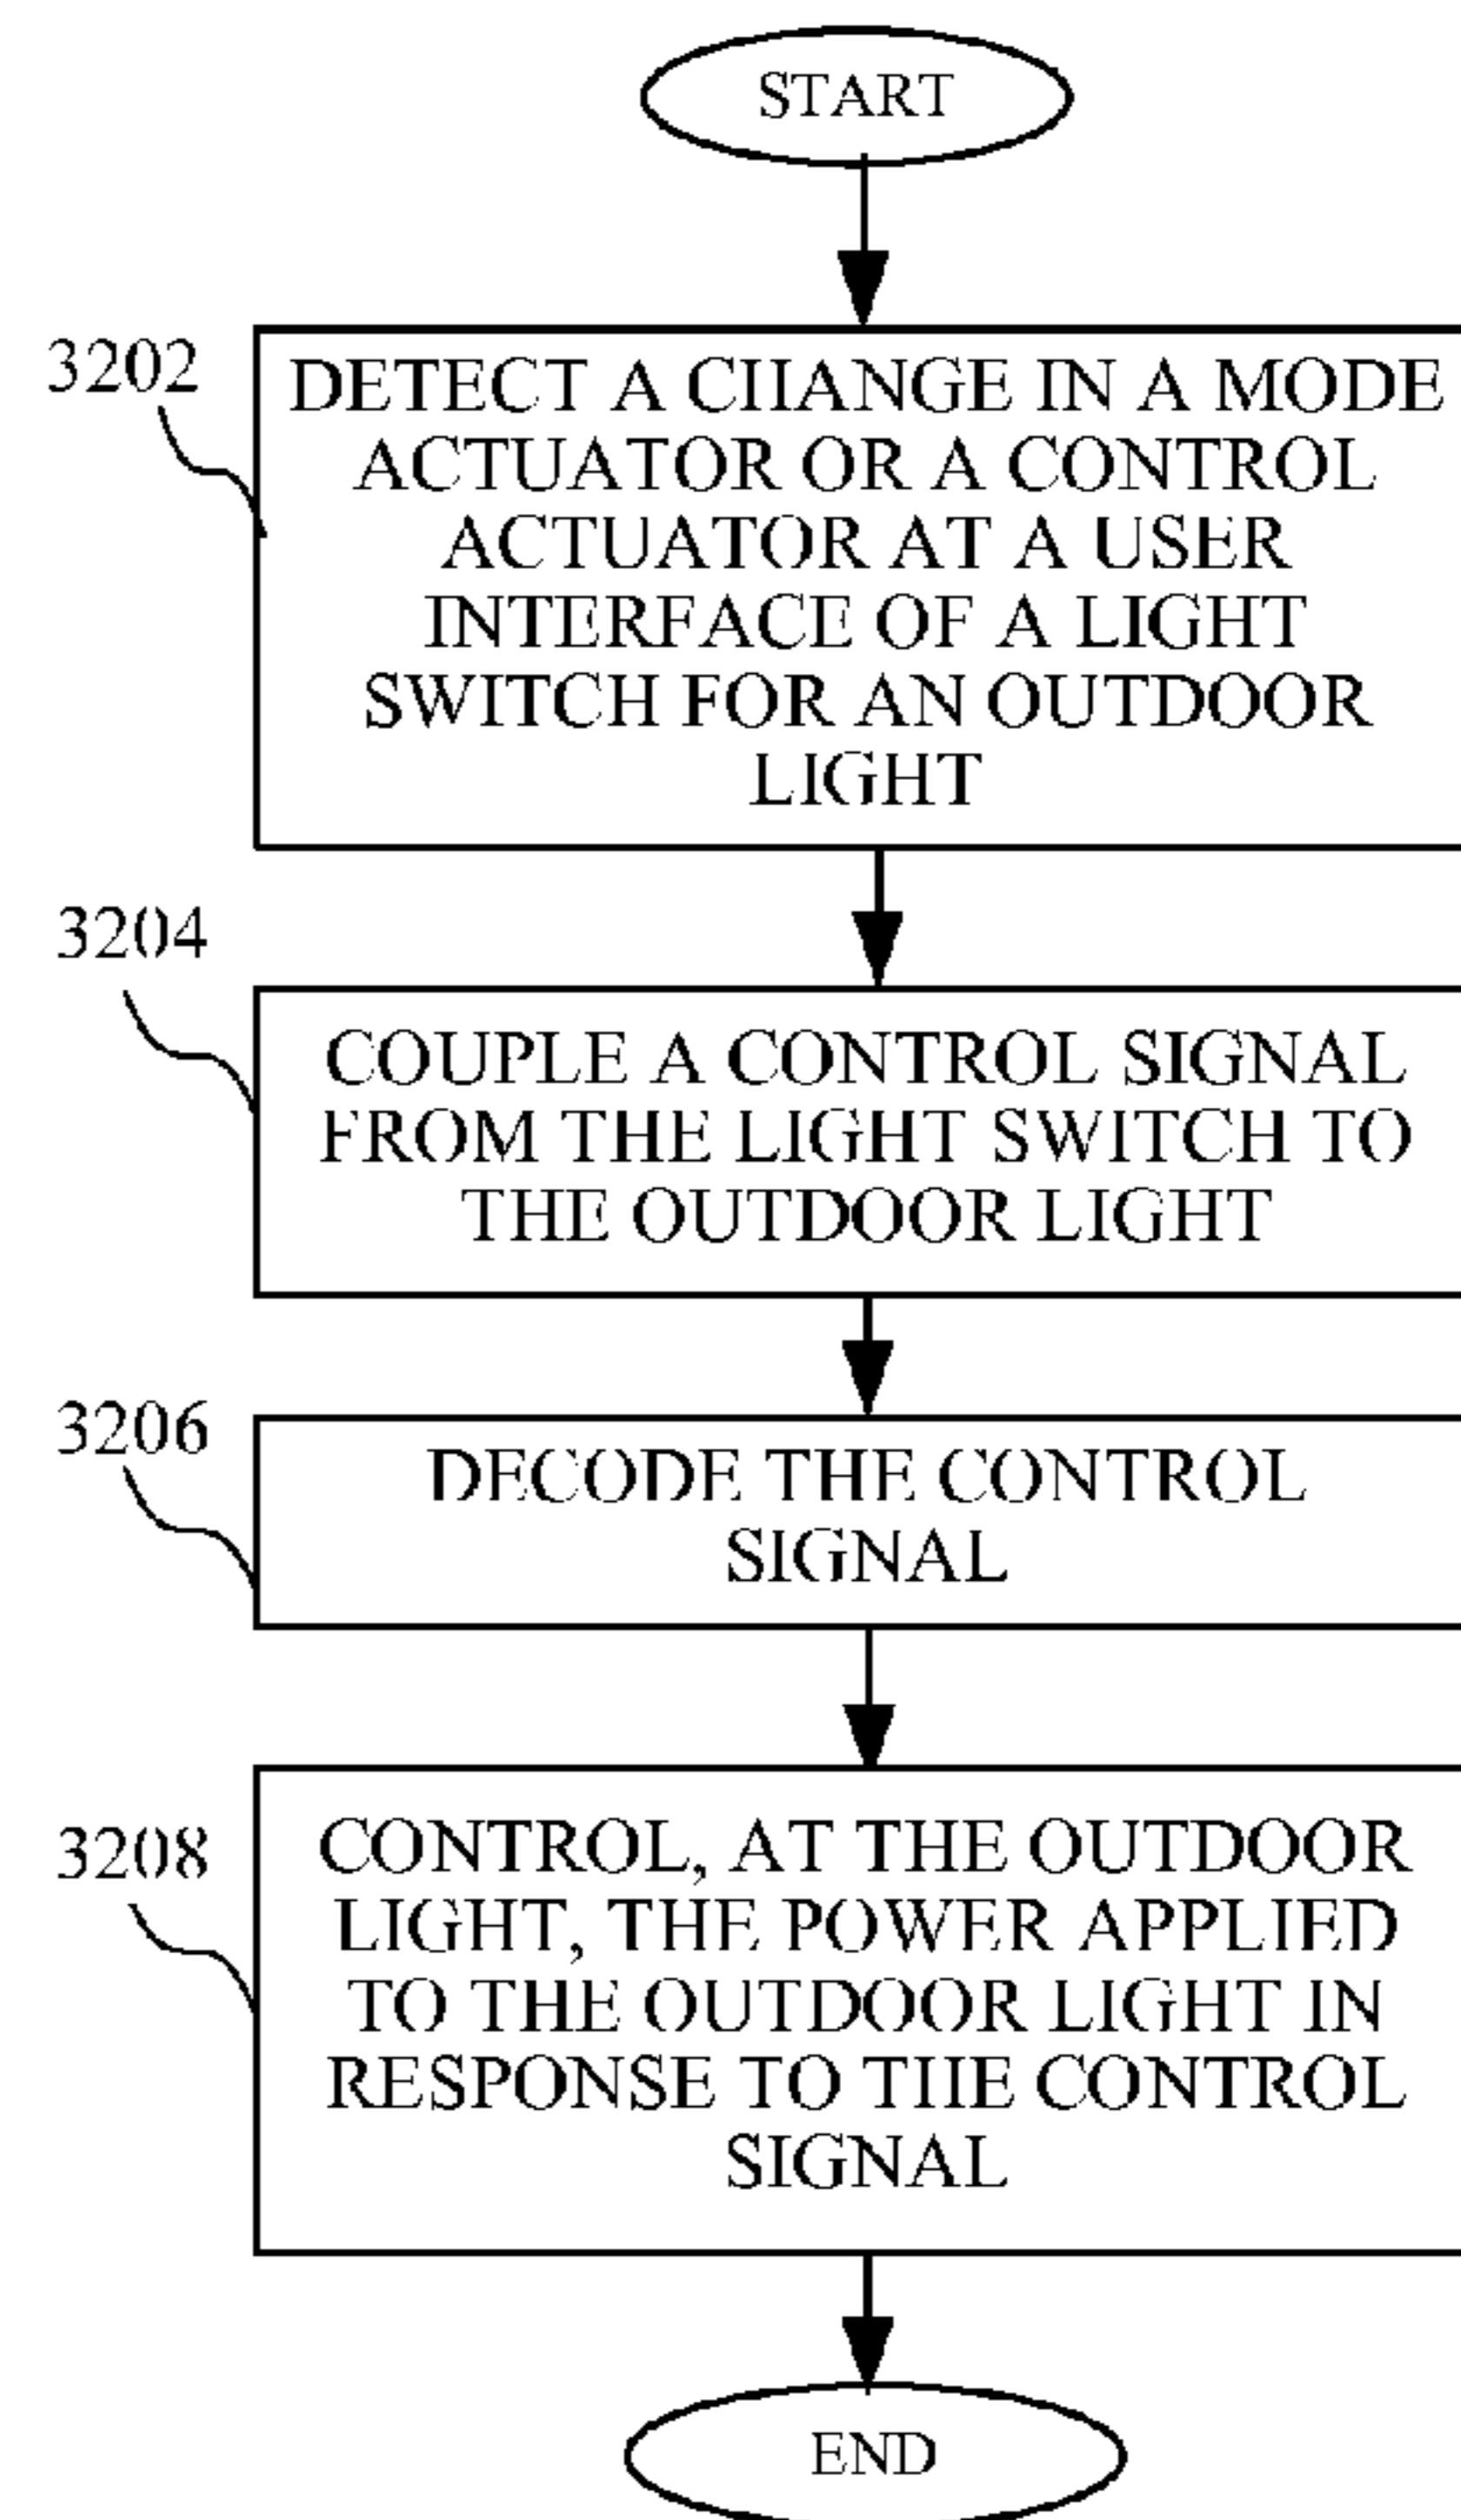 START
3202
DETECT A CHANGE IN A MODE
ACTUATOR OR A CONTROL
ACTUATOR AT A USER
INTERFACE OF A LIGHT
SWITCH FOR AN OUTDOOR
LIGHT
3204
COUPLE A CONTROL SIGNAL
FROM THE LIGHT SWITCH TO
THE OUTDOOR LIGHT
3206
DECODE THE CONTROL
SIGNAL
3208
CONTROL, AT THE OUTDOOR
LIGHT, THE POWER APPLIED
TO THE OUTDOOR LIGHT IN
RESPONSE TO THE CONTROL
SIGNAL
END